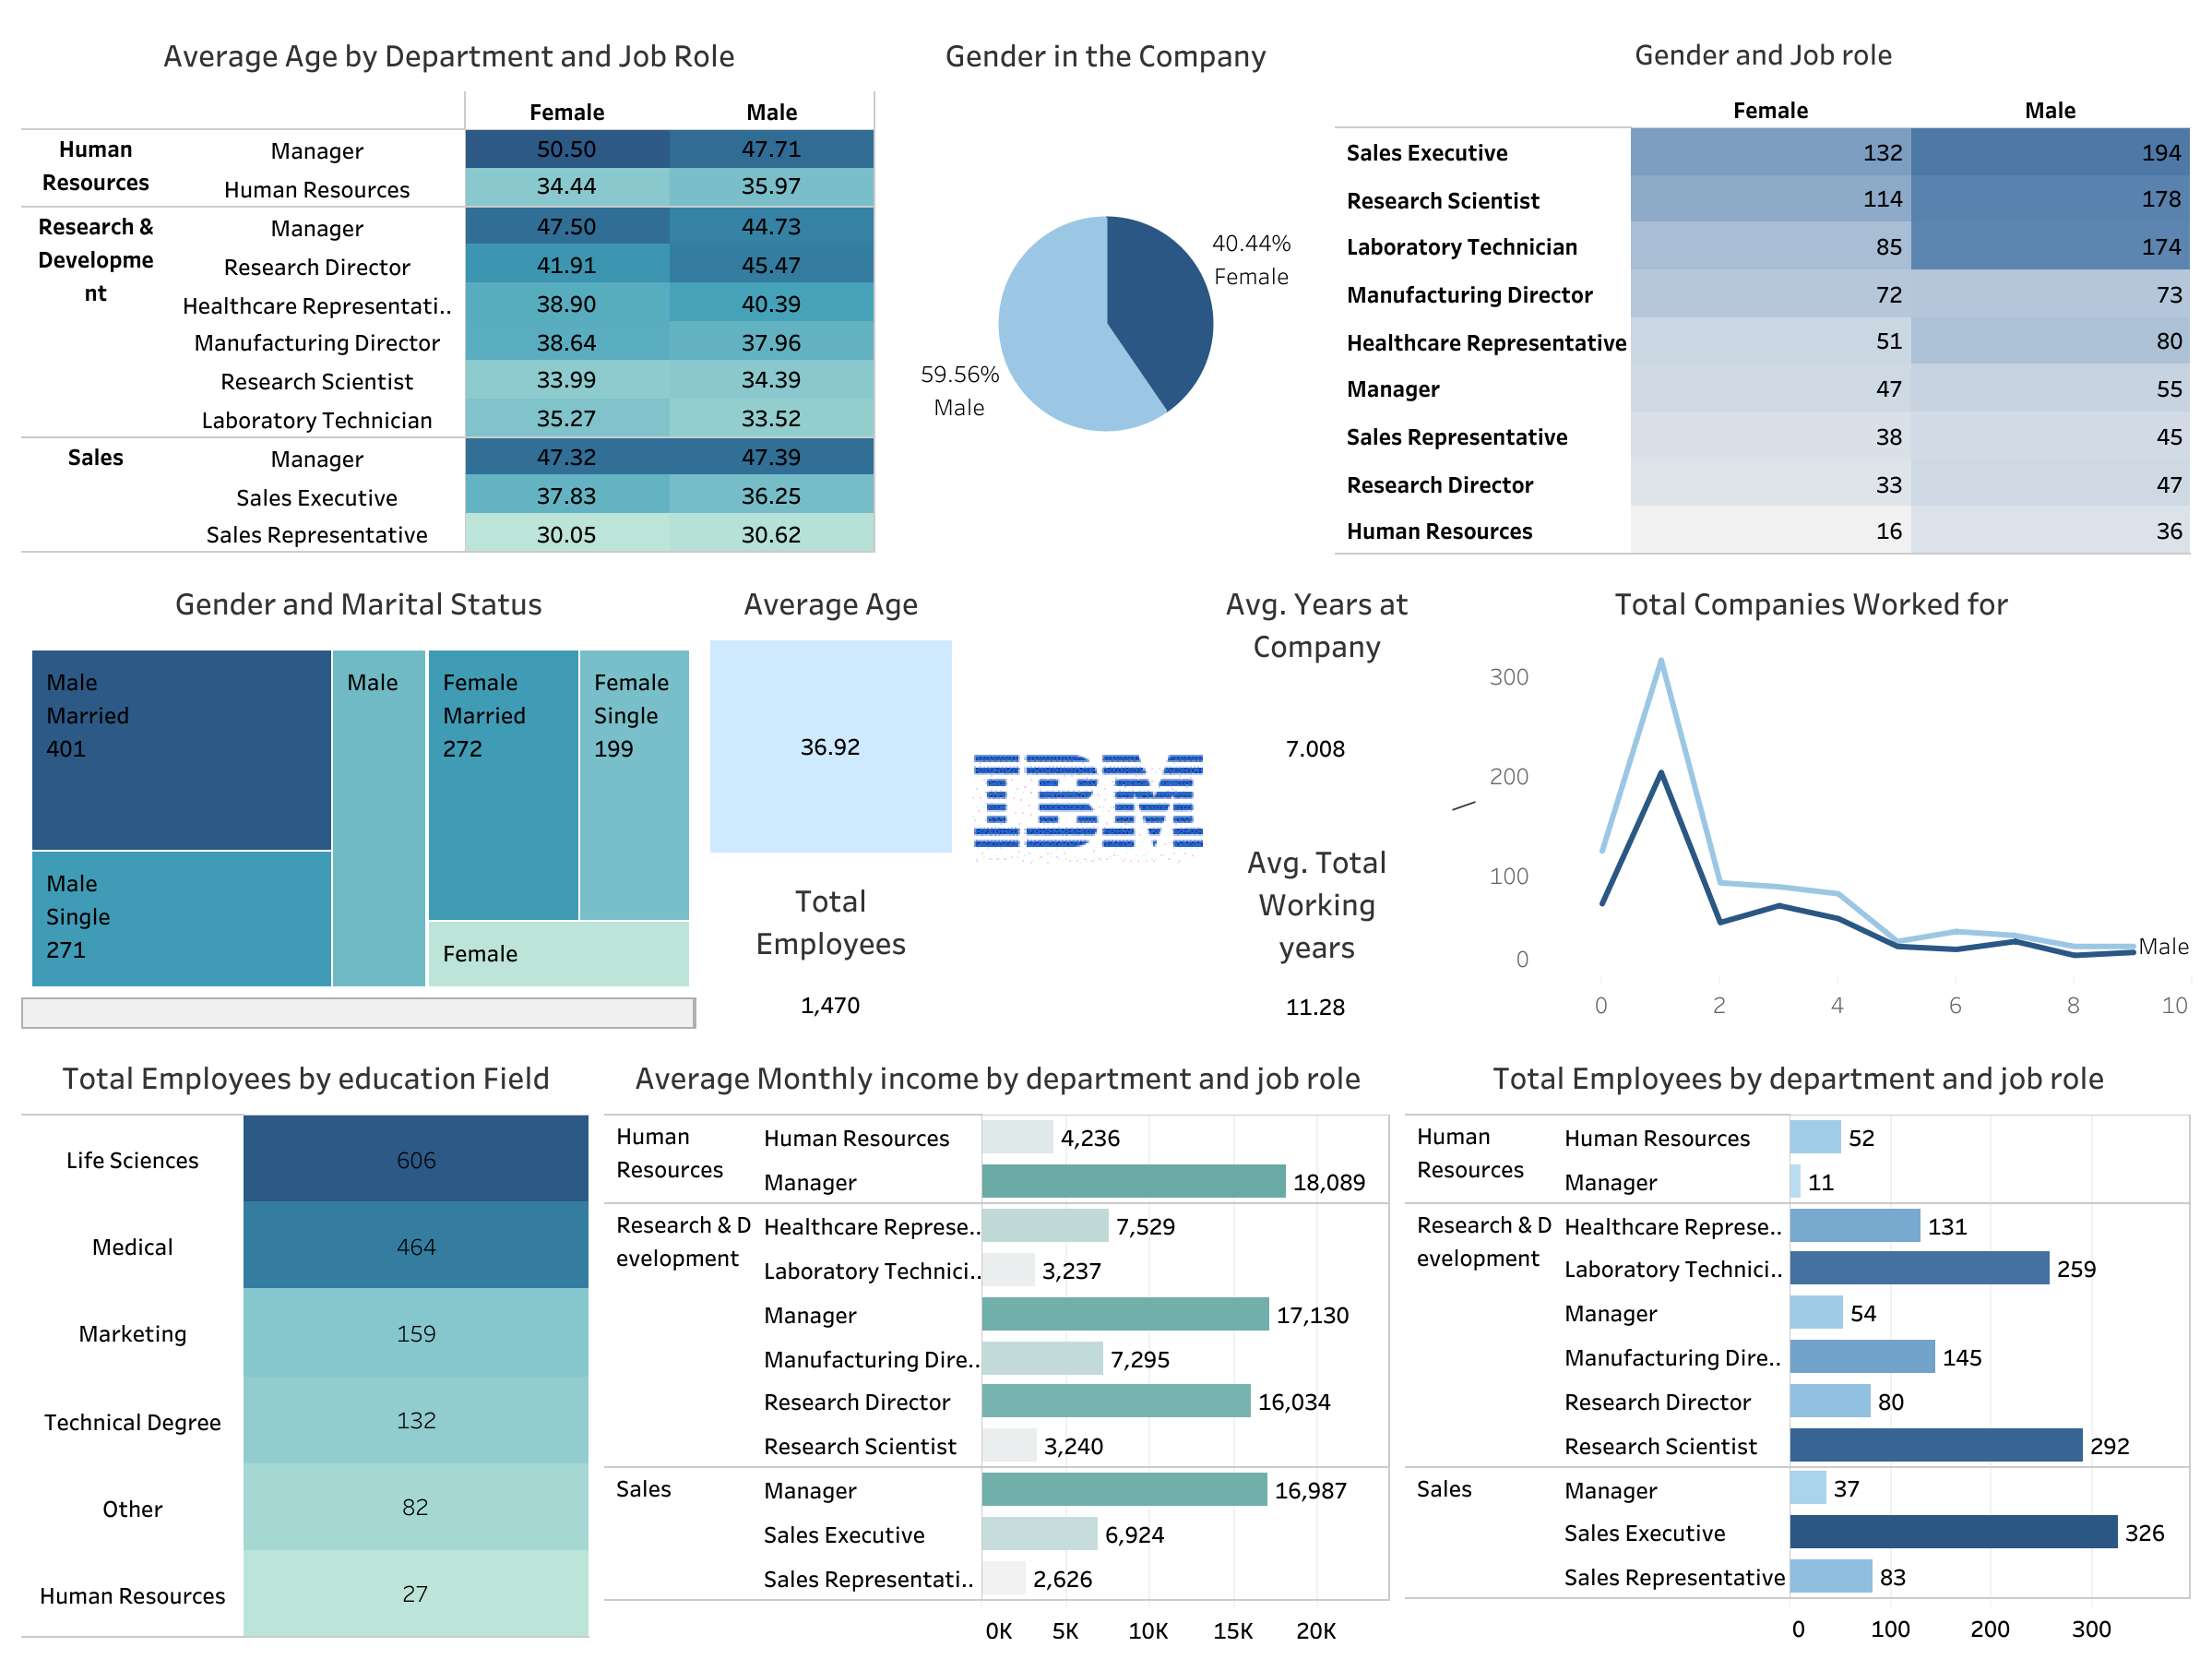 Average Age by Department and Job Role
Female Male
Human Resources Manager 50.50 47.71
Human Resources 34.44 35.97
Research & Developme nt Manager 47.50 44.73
Research Director 41.91 45.47
Healthcare Representati.. 38.90 40.39
Manufacturing Director 38.64 37.96
Research Scientist 33.99 34.39
Laboratory Technician 35.27 33.52
Sales Manager 47.32 47.39
Sales Executive 37.83 36.25
Sales Representative 30.05 30.62
Gender in the Company
40.44%
Female
59.56%
Male
Gender and Job role
Female Male
Sales Executive 132 194
Research Scientist 114 178
Laboratory Technician 85 174
Manufacturing Director 72 73
Healthcare Representative 51 80
Manager 47 55
Sales Representative 38 45
Research Director 33 47
Human Resources 16 36
Gender and Marital Status
Male
Married
401
Male
Single
271
Male
Female
Married
272
Female
Single
199
Female
Average Age
36.92
Total
Employees
1,470
IBM
Avg. Years at
Company
7.008
Avg. Total
Working
years
11.28
Total Companies Worked for
300
200
100
0
Male
0 2 4 6 8 10
Total Employees by education Field
Life Sciences 606
Medical 464
Marketing 159
Technical Degree 132
Other 82
Human Resources 27
Average Monthly income by department and job role
Human Resources Human Resources 4,236
Manager 18,089
Research & D evelopment Healthcare Represe.. 7,529
Laboratory Technici.. 3,237
Manager 17,130
Manufacturing Dire.. 7,295
Research Director 16,034
Research Scientist 3,240
Sales Manager 16,987
Sales Executive 6,924
Sales Representati.. 2,626
0K 5K 10K 15K 20K
Total Employees by department and job role
Human Resources Human Resources 52
Manager 11
Research & D evelopment Healthcare Represe.. 131
Laboratory Technici.. 259
Manager 54
Manufacturing Dire.. 145
Research Director 80
Research Scientist 292
Sales Manager 37
Sales Executive 326
Sales Representative 83
0 100 200 300